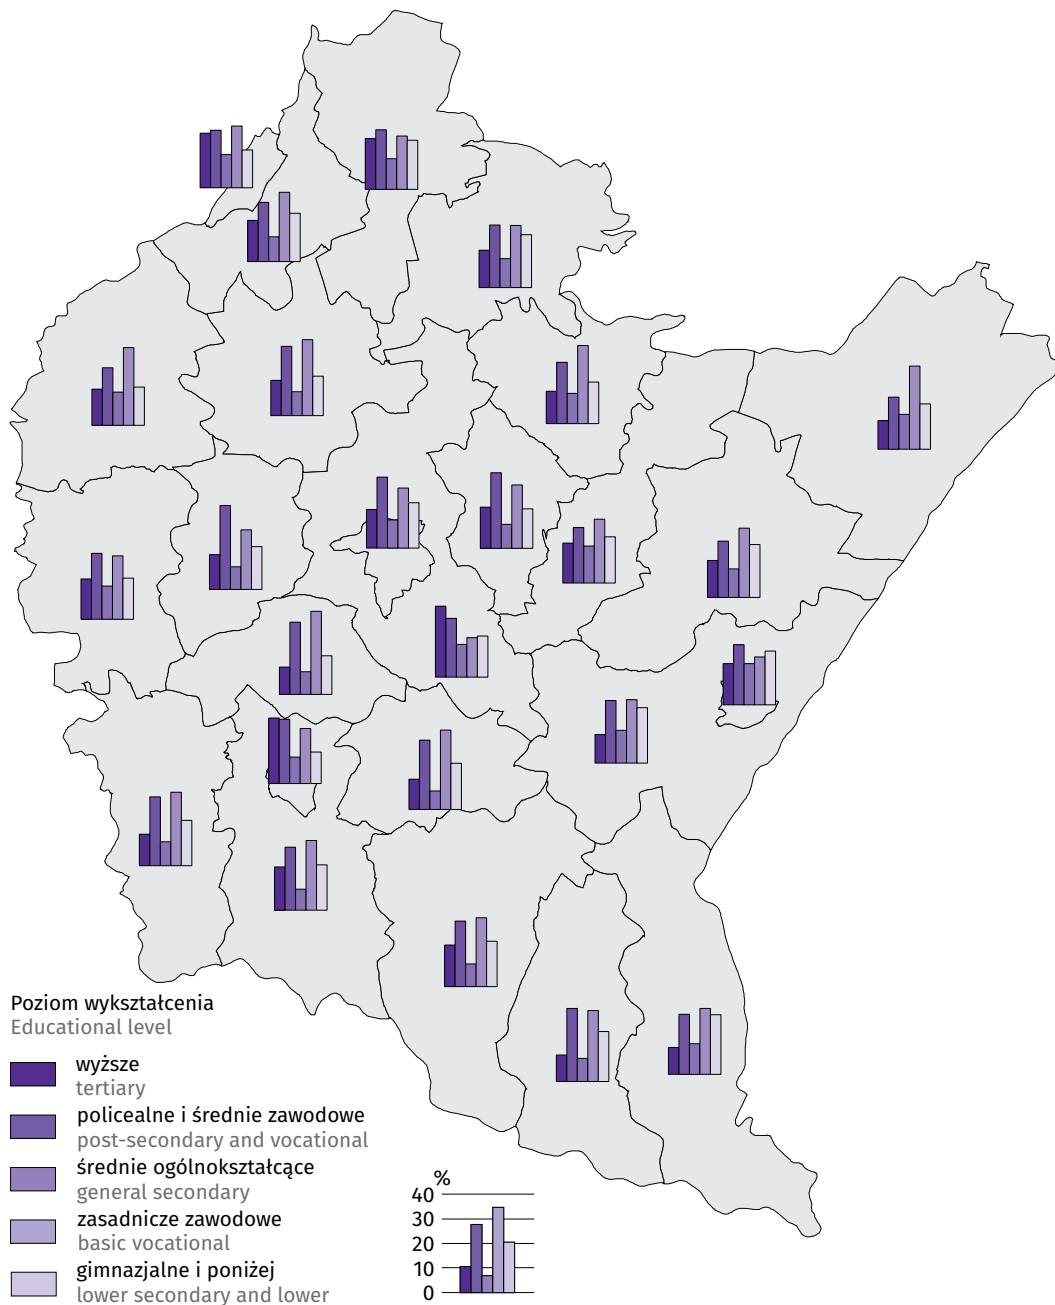 Poziom wykształcenia
Educational level
wyższe
tertiary
policealne i średnie zawodowe
post-secondary and vocational
średnie ogólnokształcące
general secondary
zasadnicze zawodowe
basic vocational
gimnazjalne i poniżej
lower secondary and lower
%
40
30
20
10
0